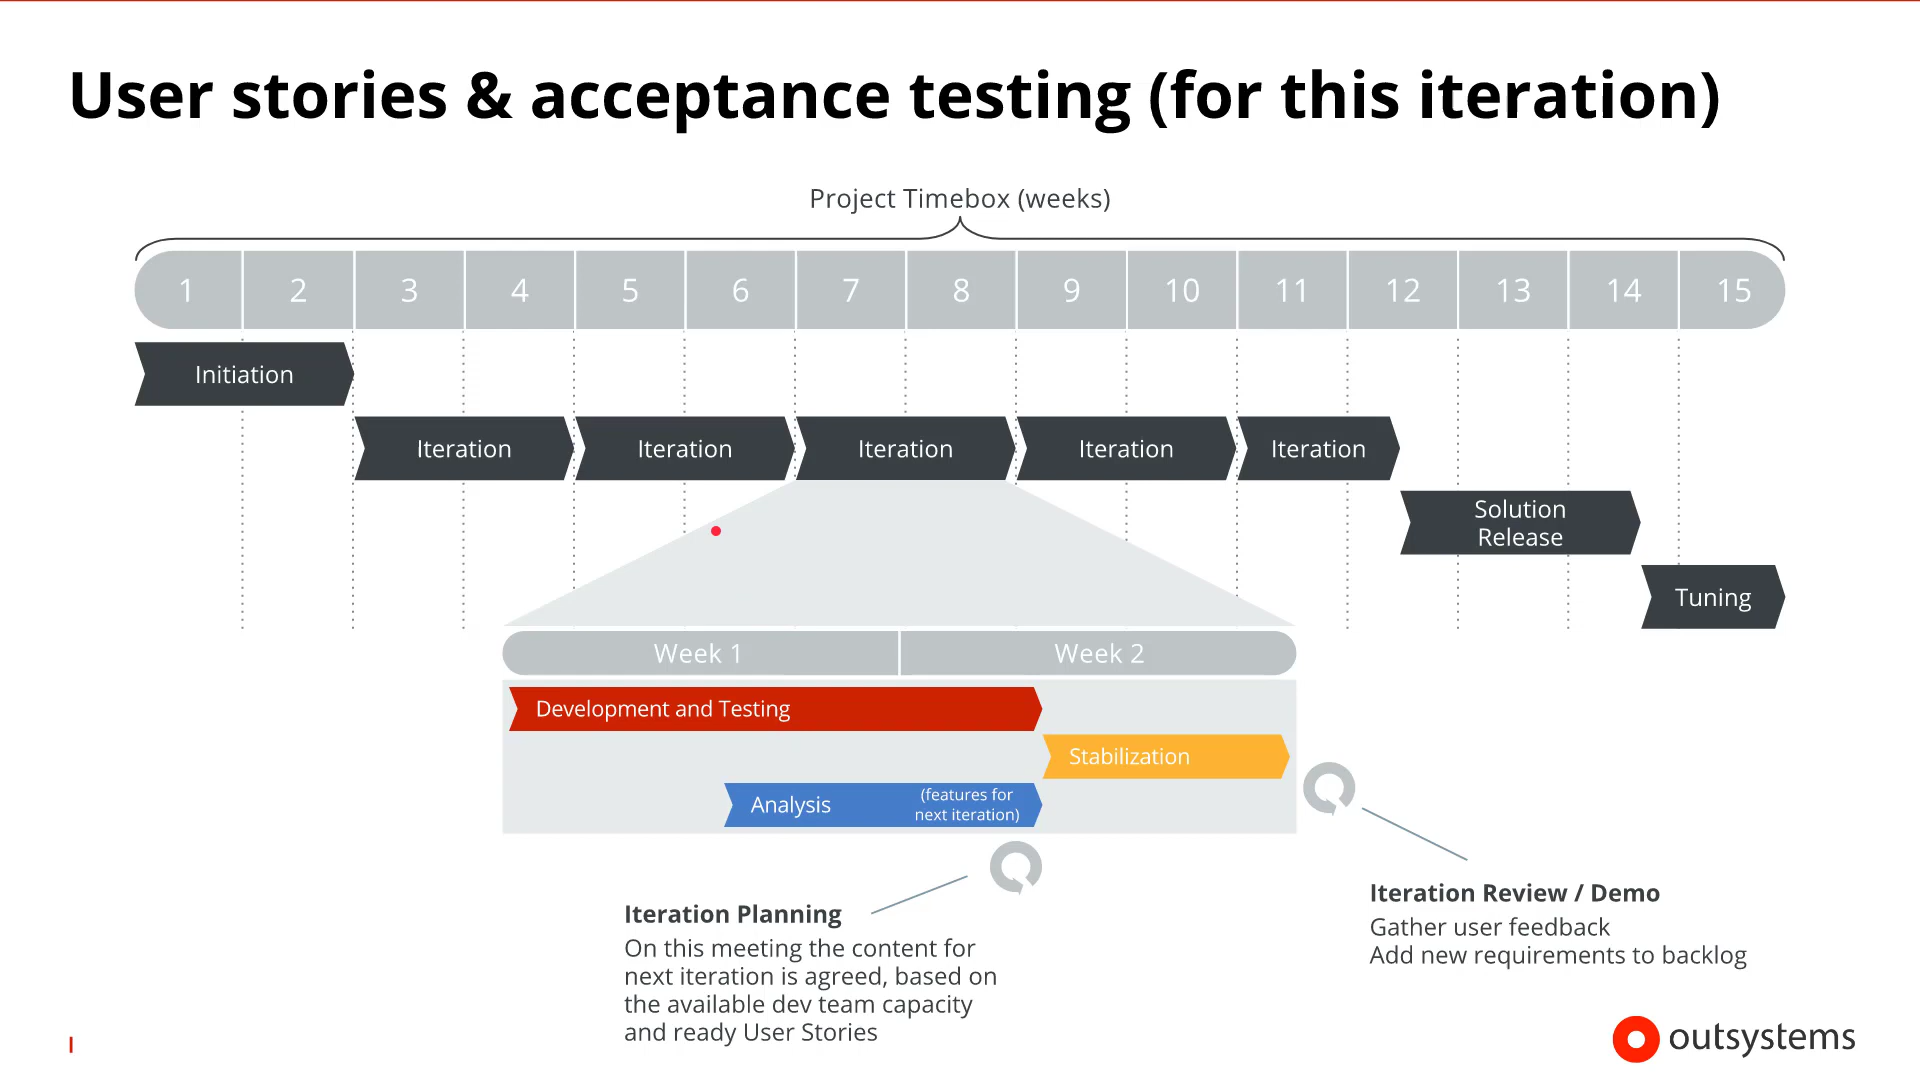 User stories & acceptance testing (for this iteration)
Project Timebox (weeks)
1 2 3 4 5 6 7 8 9 10 11 12 13 14 15
Initiation
Iteration Iteration Iteration Iteration Iteration
Solution
Release
Tuning
Week 1 Week 2
Development and Testing
Stabilization
Analysis
(features for
next iteration)
Iteration Planning
On this meeting the content for
next iteration is agreed, based on
the available dev team capacity
and ready User Stories
Iteration Review / Demo
Gather user feedback
Add new requirements to backlog
outsystems